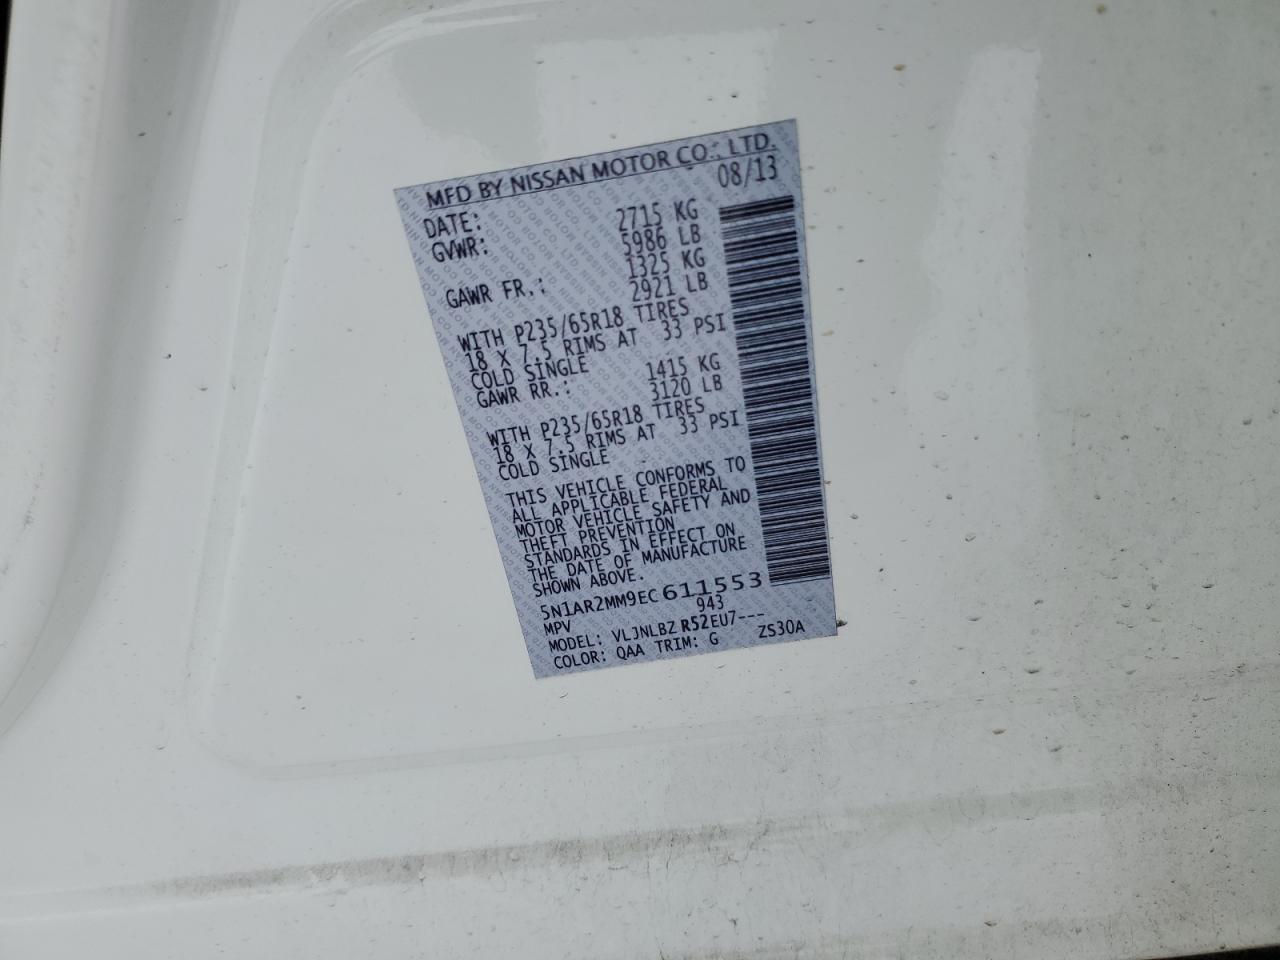 MFD BY NISSAN MOTOR CO., LTD.
DATE: 08/13
GVWR: 2715 KG
5986 LB
GAWR FR.: 1325 KG
2921 LB
WITH P235/65R18 TIRES
18 X 7.5 RIMS AT 33 PSI
COLD SINGLE
GAWR RR.: 1415 KG
3120 LB
WITH P235/65R18 TIRES
18 X 7.5 RIMS AT 33 PSI
COLD SINGLE
THIS VEHICLE CONFORMS TO
ALL APPLICABLE FEDERAL
MOTOR VEHICLE SAFETY AND
THEFT PREVENTION
STANDARDS IN EFFECT ON
THE DATE OF MANUFACTURE
SHOWN ABOVE.
5N1AR2MM9EC611553
MPV 943
MODEL: VLJNLBZ R52EU7---
COLOR: QAA TRIM: G ZS30A